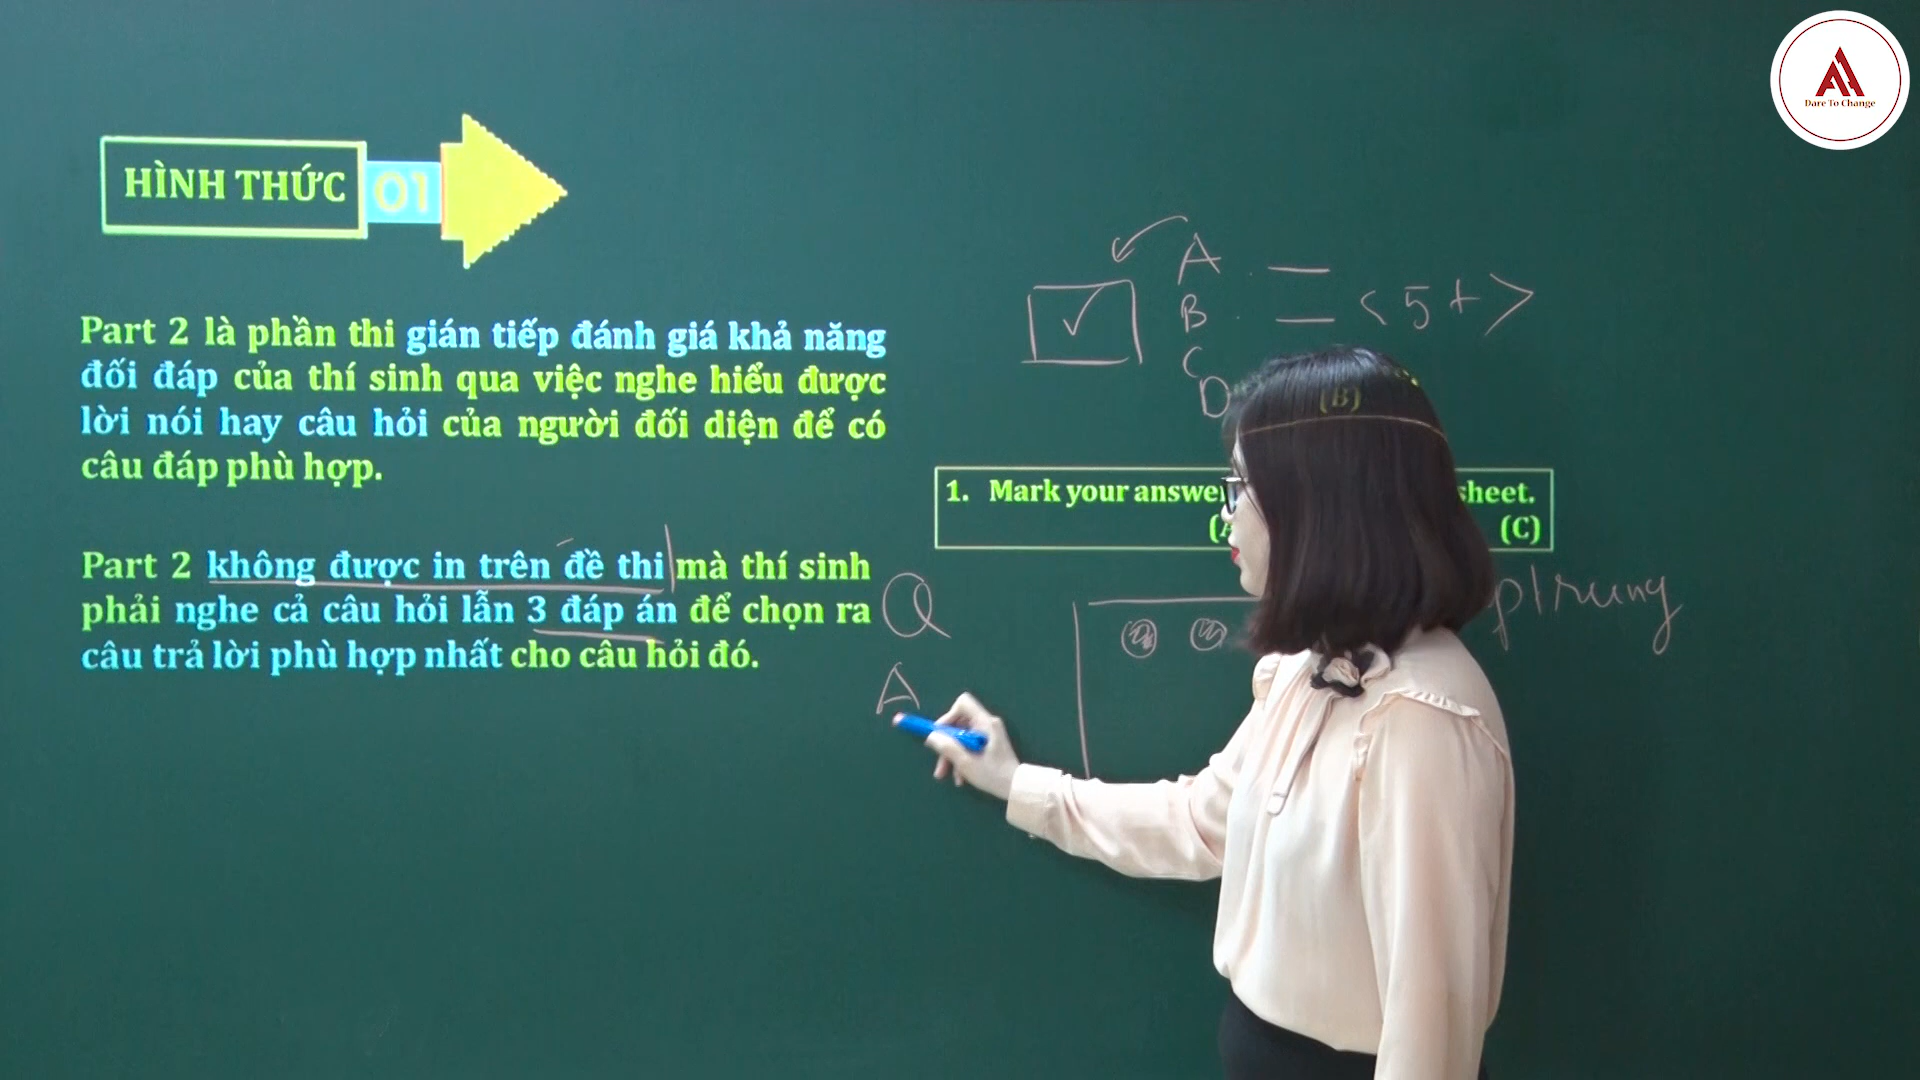 Dare To Change
HÌNH THỨC 01
Part 2 là phần thi gián tiếp đánh giá khả năng
đối đáp của thí sinh qua việc nghe hiểu được
lời nói hay câu hỏi của người đối diện để có
câu đáp phù hợp.
Part 2 không được in trên đề thi mà thí sinh
phải nghe cả câu hỏi lẫn 3 đáp án để chọn ra
câu trả lời phù hợp nhất cho câu hỏi đó.
A
B < 5 + >
C
D
(B)
1. Mark your answer sheet.
(A (C)
Q
A